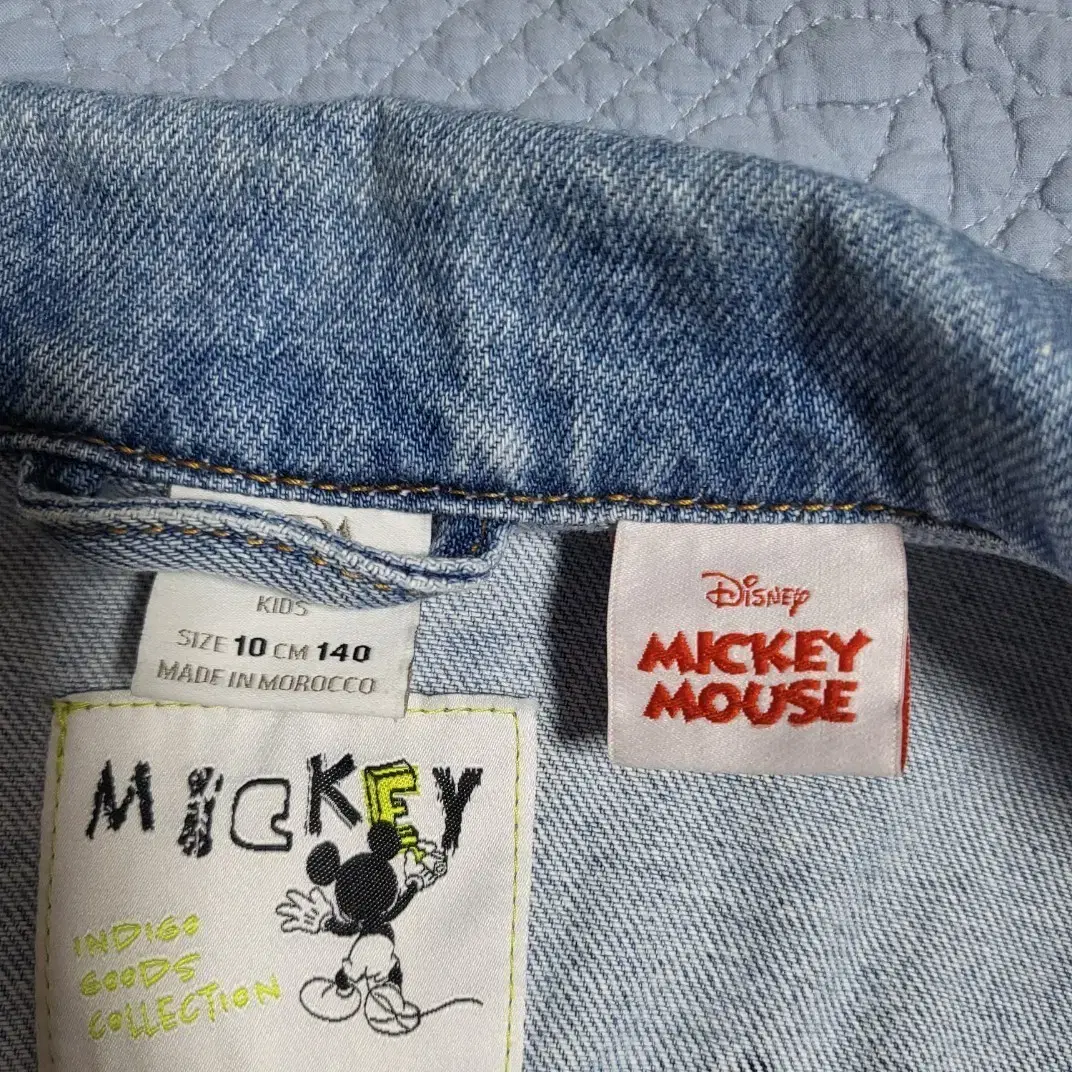 KIDS
SIZE 10 CM 140
MADE IN MOROCCO
Disney
MICKEY
MOUSE
MICKEY
INDIGO
GOODS
COLLECTION